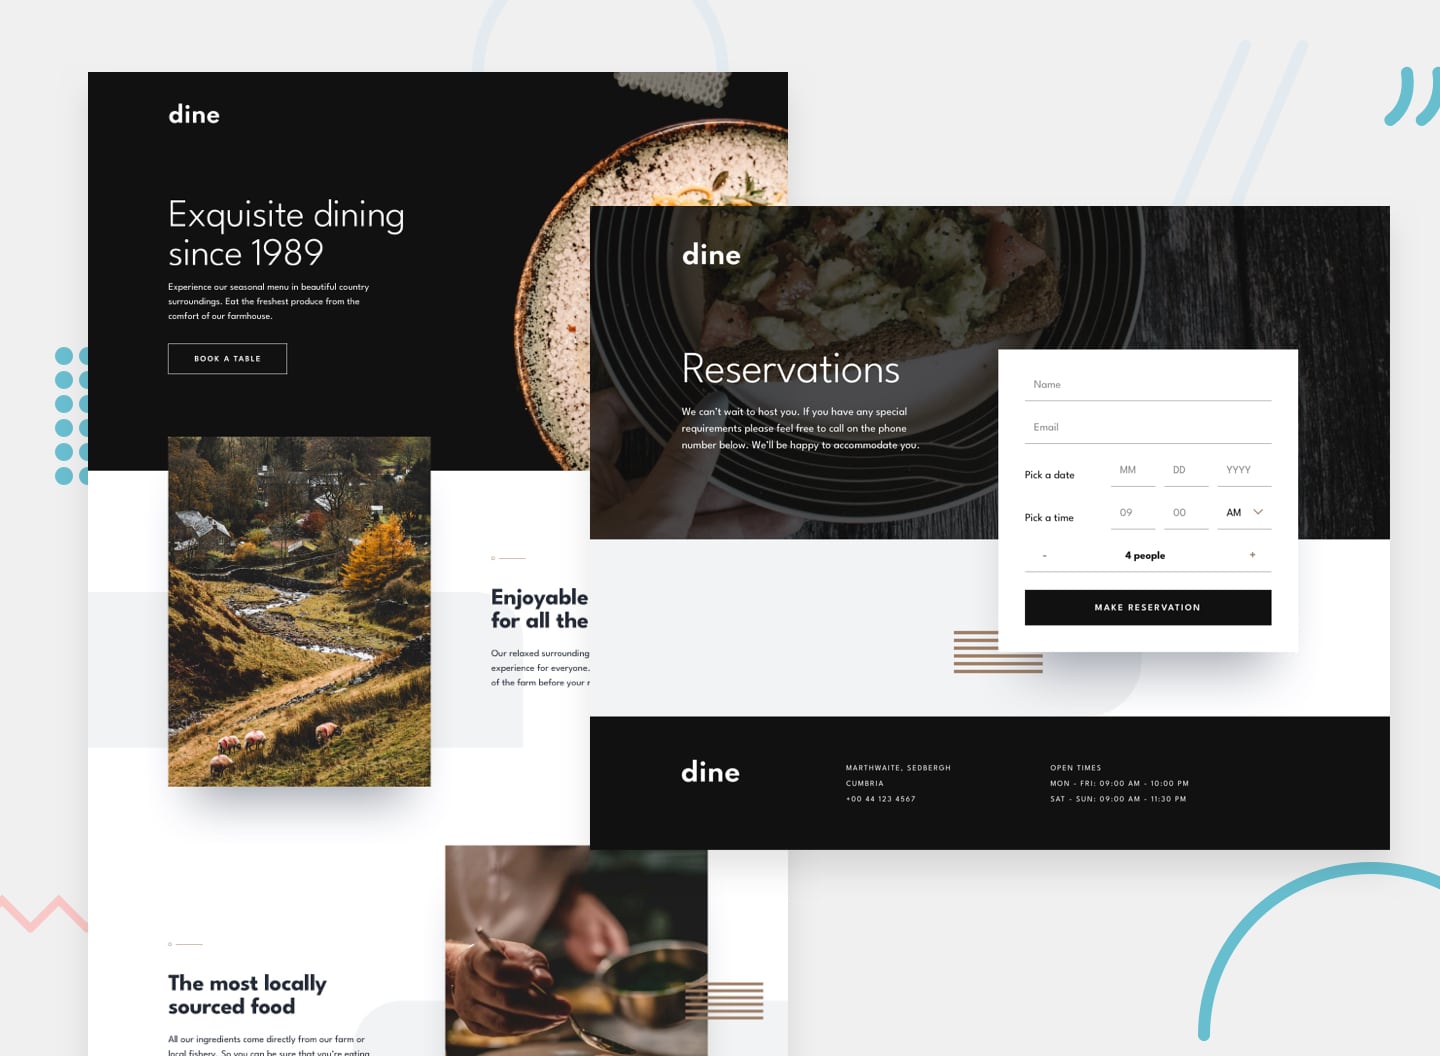 dine
Exquisite dining
since 1989
Experience our seasonal menu in beautiful country
surroundings. Eat the freshest produce from the
comfort of our farmhouse.
BOOK A TABLE
Enjoyable
for all the
Our relaxed surrounding
experience for everyone.
of the farm before your
The most locally
sourced food
All our ingredients come directly from our farm or
local fishery. So you can be sure that you're eating
dine
Reservations
We can't wait to host you. If you have any special
requirements please feel free to call on the phone
number below. We'll be happy to accommodate you.
Name
Email
Pick a date MM DD YYYY
Pick a time 09 00 AM
- 4 people +
MAKE RESERVATION
dine
MARTHWAITE, SEDBERGH
CUMBRIA
+00 44 123 4567
OPEN TIMES
MON - FRI: 09:00 AM - 10:00 PM
SAT - SUN: 09:00 AM - 11:30 PM